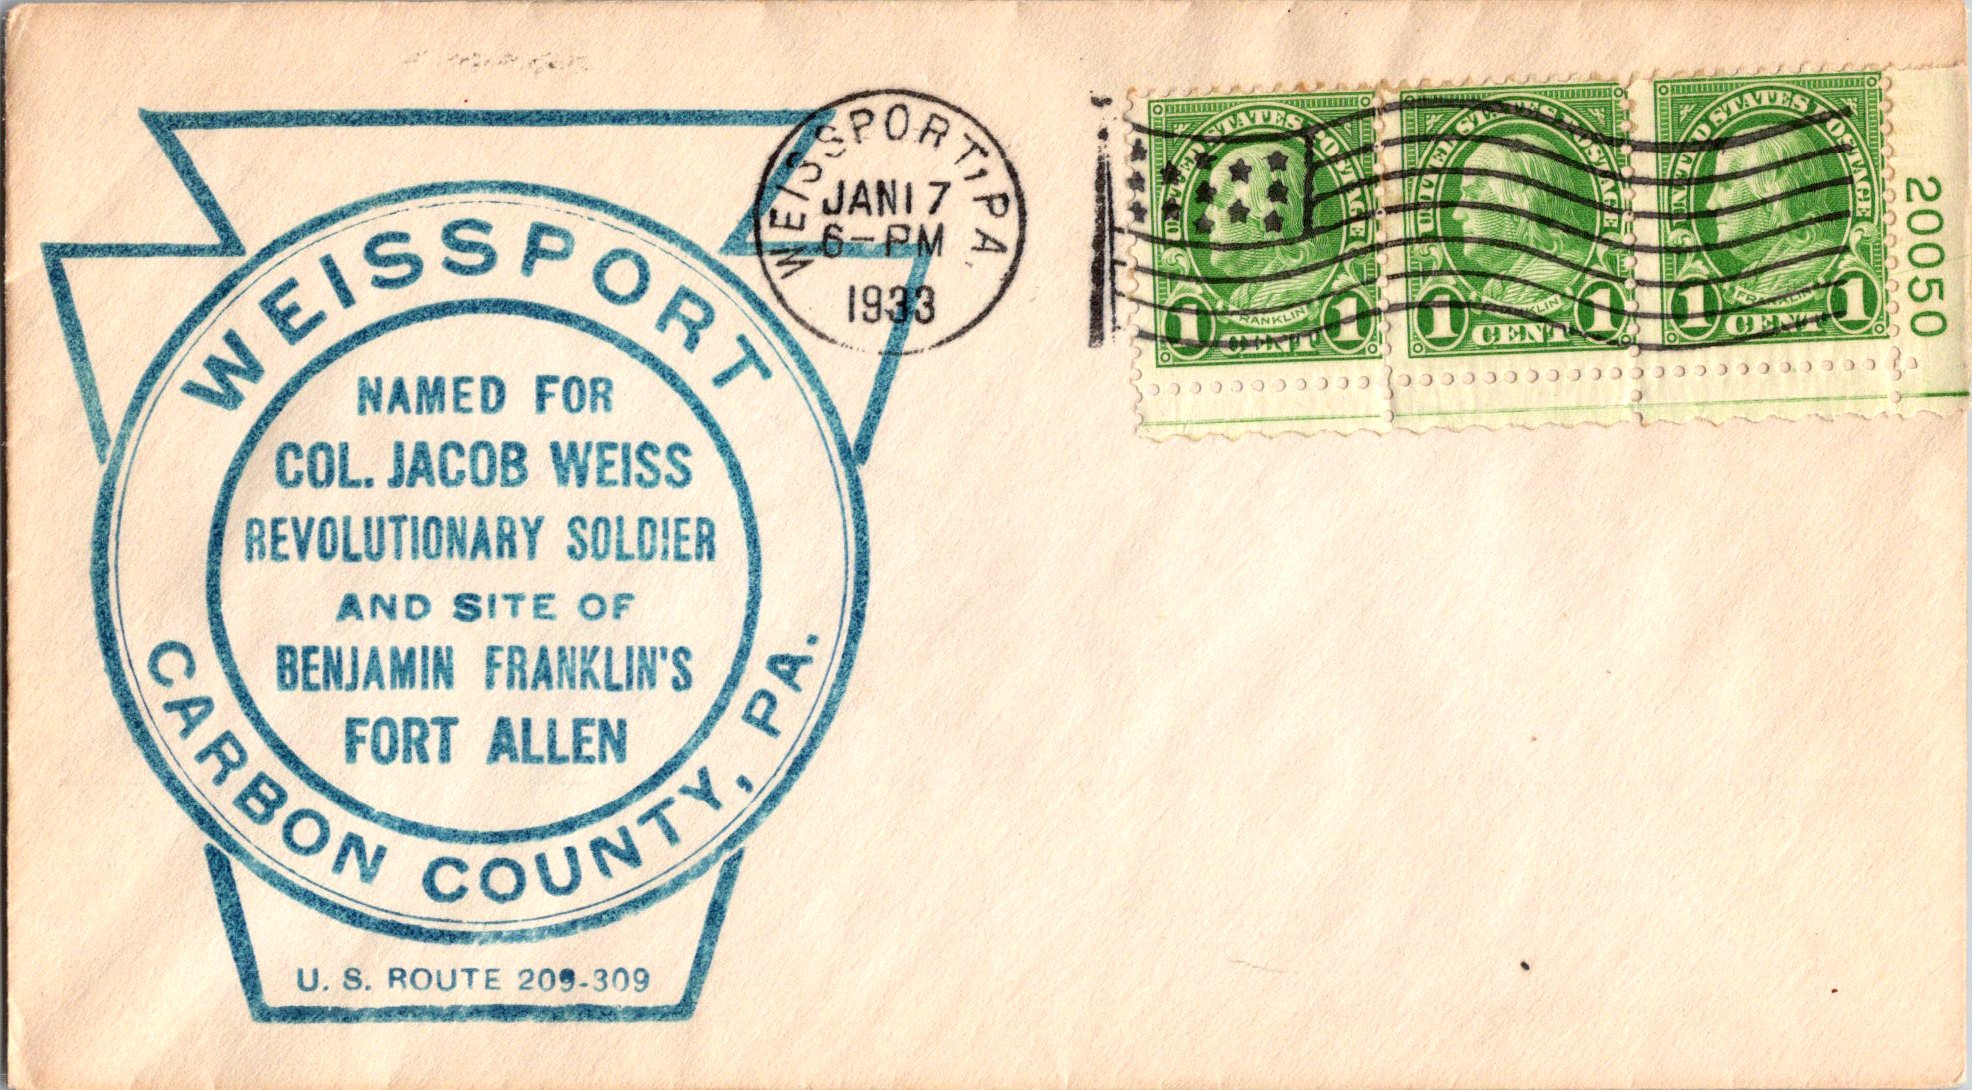 WEISSPORT
NAMED FOR
COL. JACOB WEISS
REVOLUTIONARY SOLDIER
AND SITE OF
BENJAMIN FRANKLIN'S
FORT ALLEN
CARBON COUNTY, PA.
U. S. ROUTE 209-309
WEISSPORT, PA.
JAN 17
6-PM
1933
UNITED STATES POSTAGE
FRANKLIN
1 CENT 1
UNITED STATES POSTAGE
FRANKLIN
1 CENT 1
UNITED STATES POSTAGE
FRANKLIN
1 CENT 1
20050